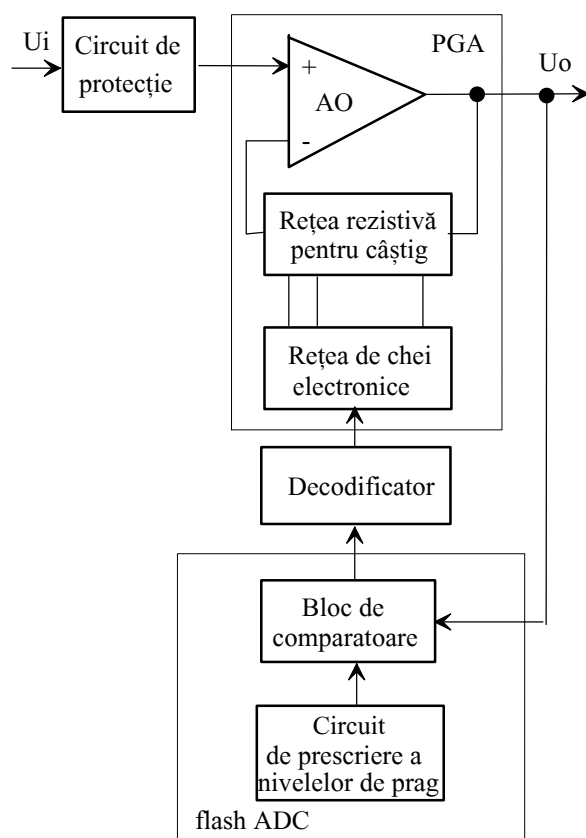 Ui
Circuit de
protecție
PGA
Uo
+
AO
-
Rețea rezistivă
pentru câștig
Rețea de chei
electronice
Decodificator
Bloc de
comparatoare
Circuit
de prescriere a
nivelelor de prag
flash ADC